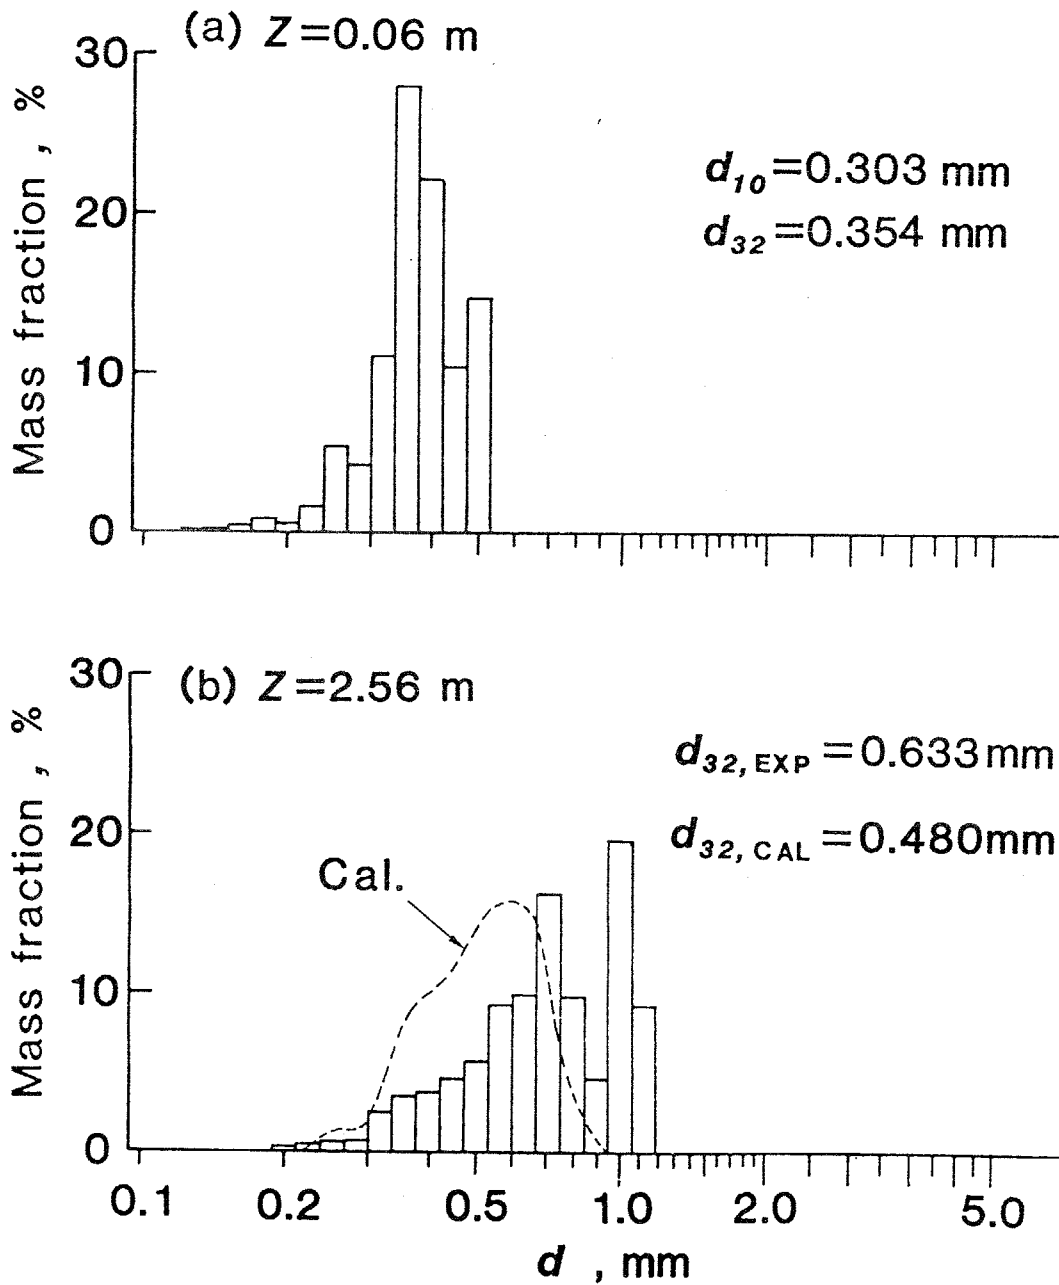 (a) Z=0.06 m
30
20
10
0
Mass fraction , %
d10=0.303 mm
d32=0.354 mm
(b) Z=2.56 m
30
20
10
0
Mass fraction , %
d32, EXP =0.633mm
d32, CAL =0.480mm
Cal.
0.1 0.2 0.5 1.0 2.0 5.0
d , mm